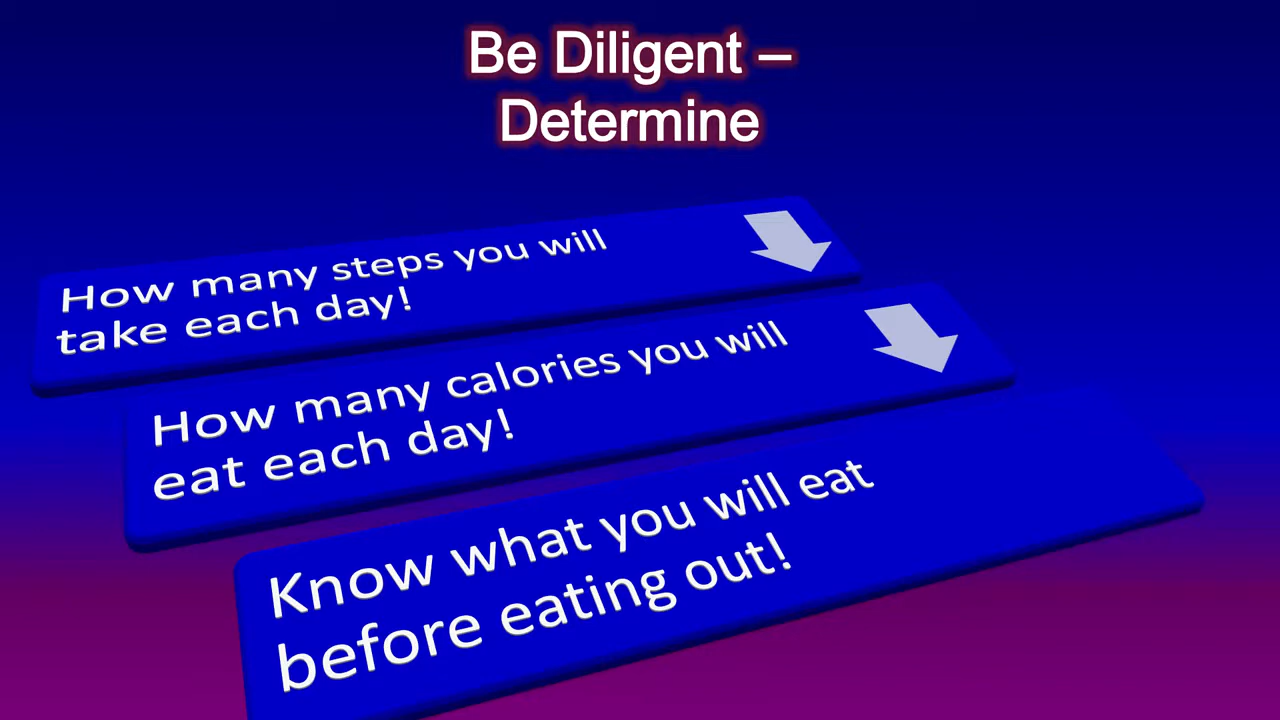 Be Diligent –
Determine
How many steps you will
take each day!
How many calories you will
eat each day!
Know what you will eat
before eating out!